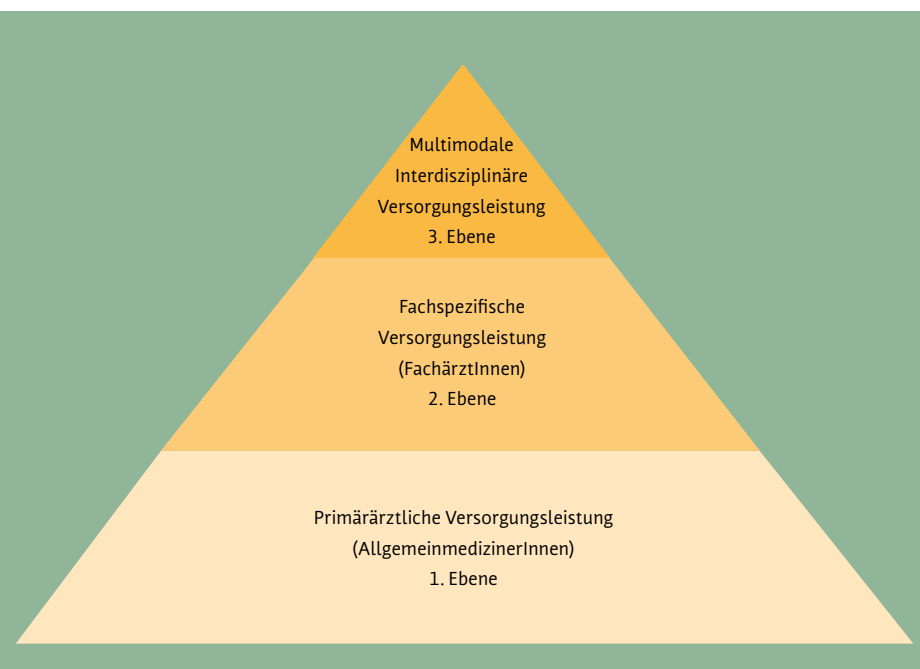 Multimodale
Interdisziplinäre
Versorgungsleistung
3. Ebene
Fachspezifische
Versorgungsleistung
(FachärztInnen)
2. Ebene
Primärärztliche Versorgungsleistung
(AllgemeinmedizinerInnen)
1. Ebene